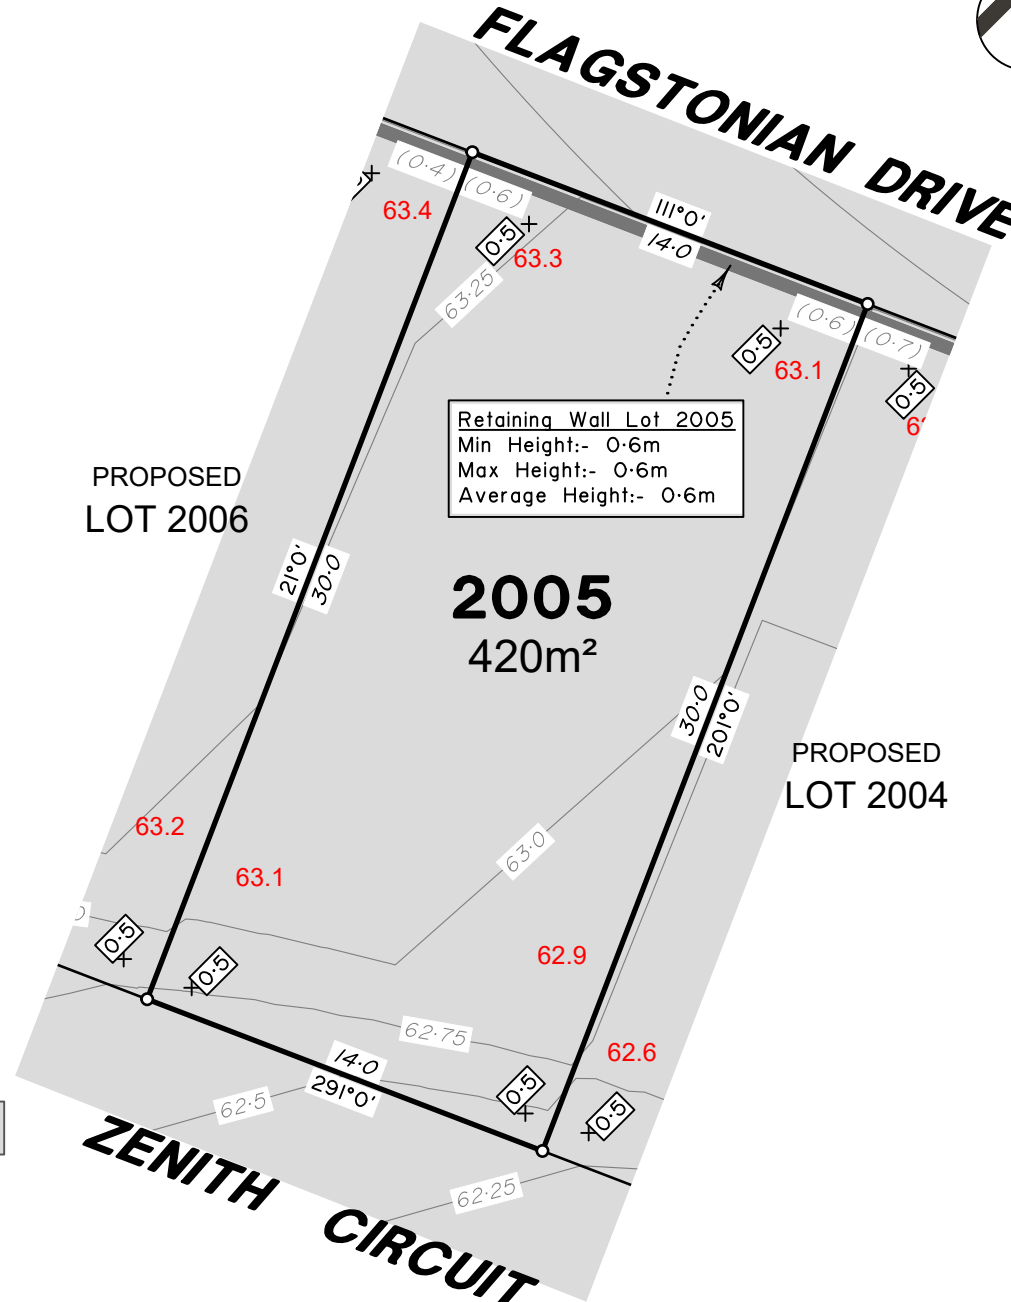 FLAGSTONIAN DRIVE
(0·4)
(0·6)
111°0'
14·0
63.4
0·5
63.3
63·25
(0·6)
(0·7)
0·5
63.1
0·5
Retaining Wall Lot 2005
Min Height:- 0·6m
Max Height:- 0·6m
Average Height:- 0·6m
PROPOSED
LOT 2006
21°0'
30·0
2005
420m²
30·0
201°0'
PROPOSED
LOT 2004
63.2
63.1
63·0
0·5
0·5
62.9
62·75
62.6
14·0
291°0'
62·5
0·5
0·5
62·25
ZENITH CIRCUIT